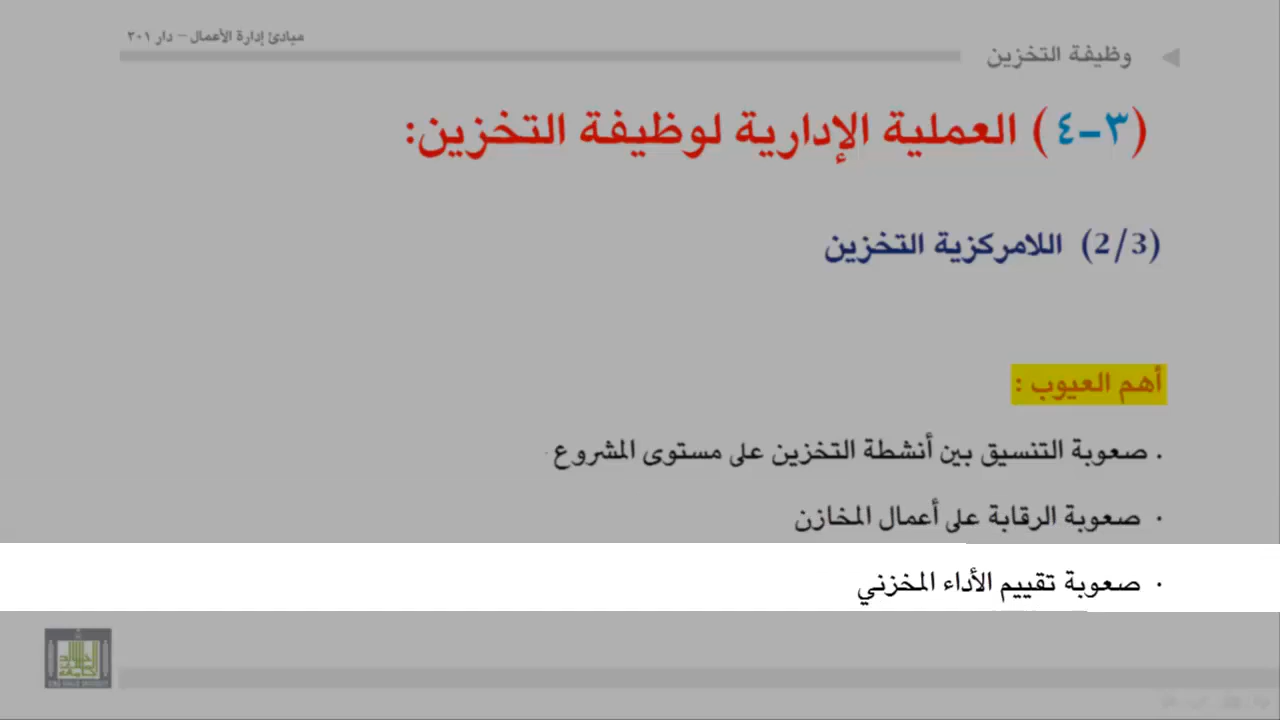 مبادئ إدارة الأعمال – دار ٣٠١
وظيفة التخزين
(٣-٤) العملية الإدارية لوظيفة التخزين:
(2/3) اللامركزية التخزين
أهم العيوب :
. صعوبة التنسيق بين أنشطة التخزين على مستوى المشروع
· صعوبة الرقابة على أعمال المخازن
· صعوبة تقييم الأداء المخزني